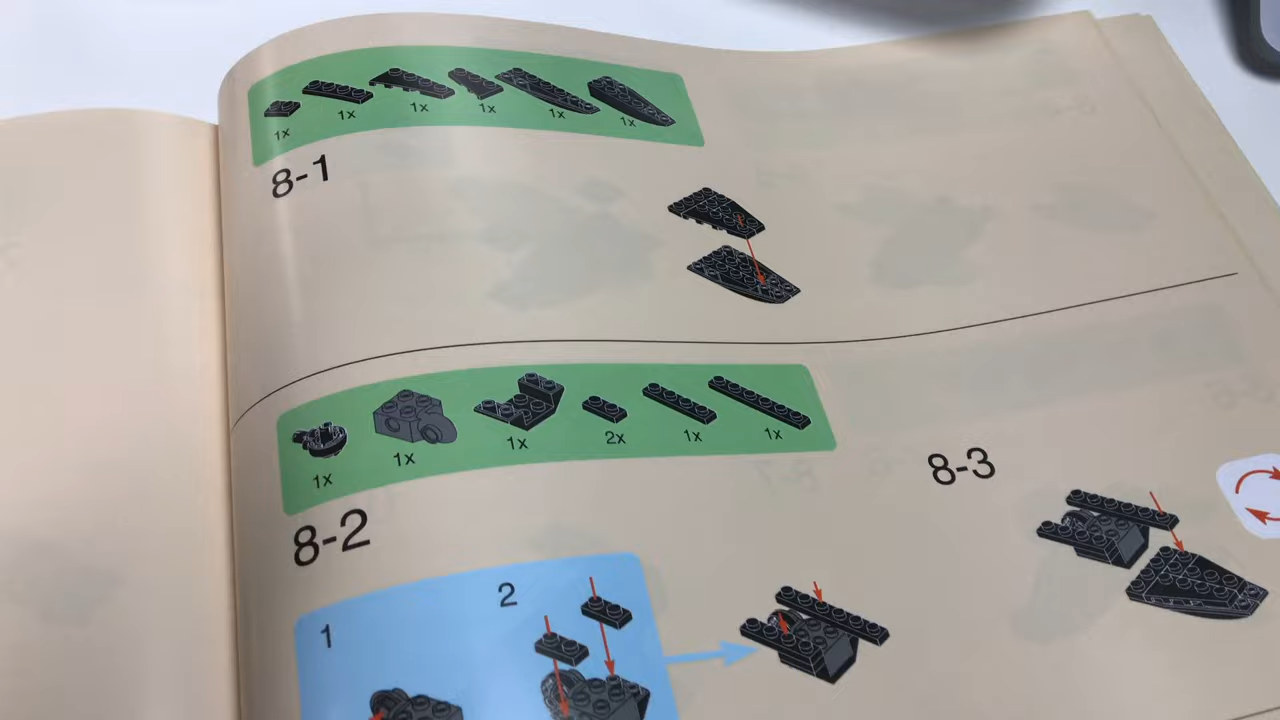 1x 1x 1x 1x 1x 1x
8-1
1x 1x 1x 2x 1x 1x
8-2
8-3
1
2